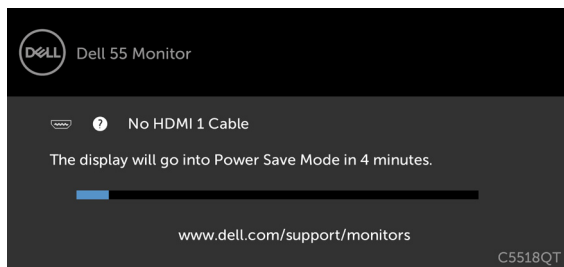 DELL
Dell 55 Monitor
? No HDMI 1 Cable
The display will go into Power Save Mode in 4 minutes.
www.dell.com/support/monitors
C5518QT